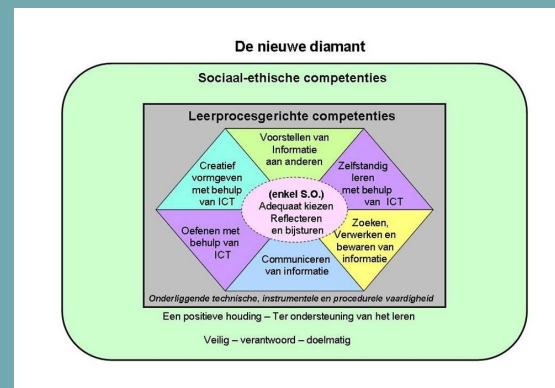 De nieuwe diamant
Sociaal-ethische competenties
Leerprocesgerichte competenties
Voorstellen van
Informatie
aan anderen
Creatief
vormgeven
met behulp
van ICT
Zelfstandig
leren
met behulp
van ICT
(enkel S.O.)
Adequaat kiezen
Reflecteren
en bijsturen
Oefenen met
behulp van
ICT
Zoeken,
Verwerken en
bewaren van
informatie
Communiceren
van informatie
Onderliggende technische, instrumentele en procedurele vaardigheid
Een positieve houding – Ter ondersteuning van het leren
Veilig – verantwoord – doelmatig